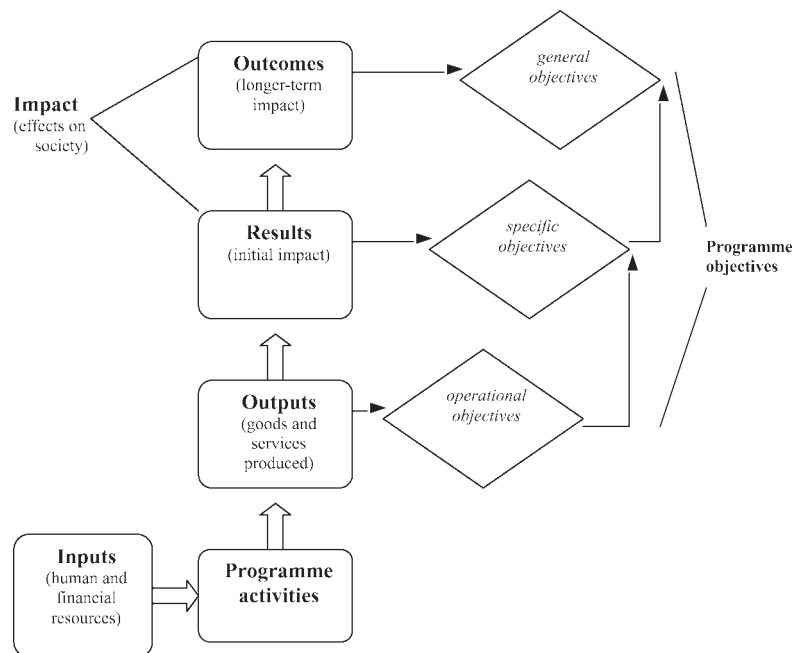 Outcomes
(longer-term
impact)
general
objectives
Impact
(effects on
society)
Results
(initial impact)
specific
objectives
Programme
objectives
Outputs
(goods and
services
produced)
operational
objectives
Inputs
(human and
financial
resources)
Programme
activities